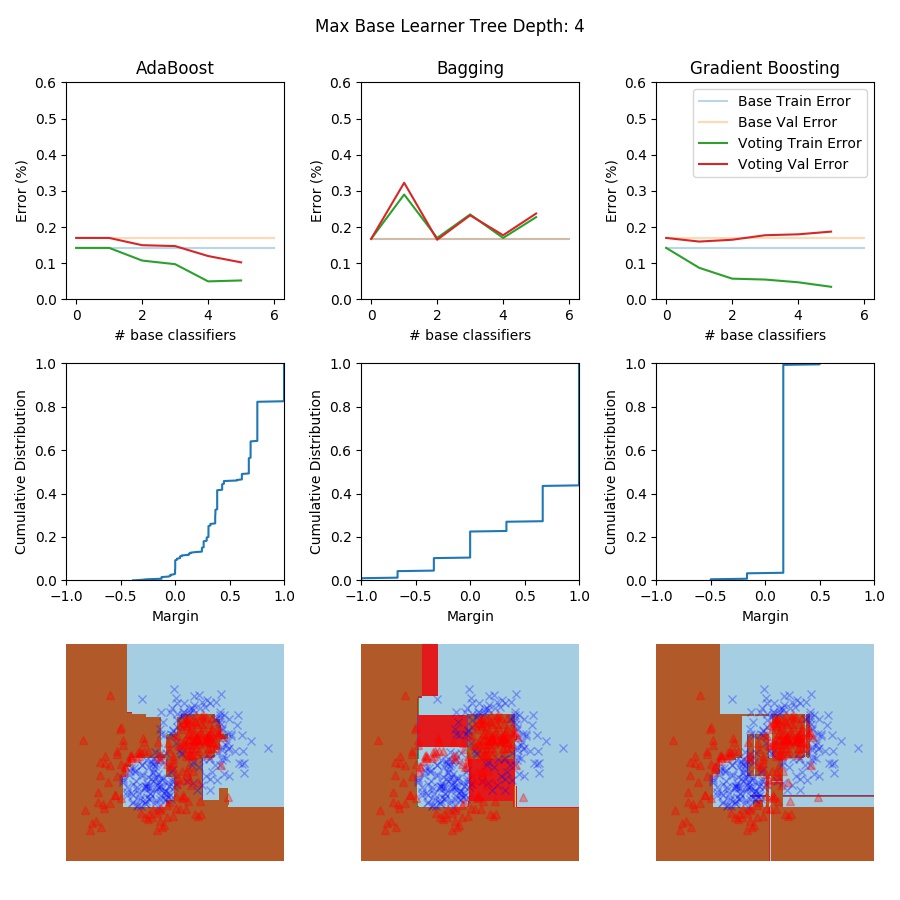 Max Base Learner Tree Depth: 4
AdaBoost
Bagging
Gradient Boosting
0.6
0.5
0.4
0.3
0.2
0.1
0.0
Error (%)
0 2 4 6
# base classifiers
0.6
0.5
0.4
0.3
0.2
0.1
0.0
Error (%)
0 2 4 6
# base classifiers
0.6
0.5
0.4
0.3
0.2
0.1
0.0
Error (%)
Base Train Error
Base Val Error
Voting Train Error
Voting Val Error
0 2 4 6
# base classifiers
1.0
0.8
0.6
0.4
0.2
0.0
Cumulative Distribution
−1.0 −0.5 0.0 0.5 1.0
Margin
1.0
0.8
0.6
0.4
0.2
0.0
Cumulative Distribution
−1.0 −0.5 0.0 0.5 1.0
Margin
1.0
0.8
0.6
0.4
0.2
0.0
Cumulative Distribution
−1.0 −0.5 0.0 0.5 1.0
Margin